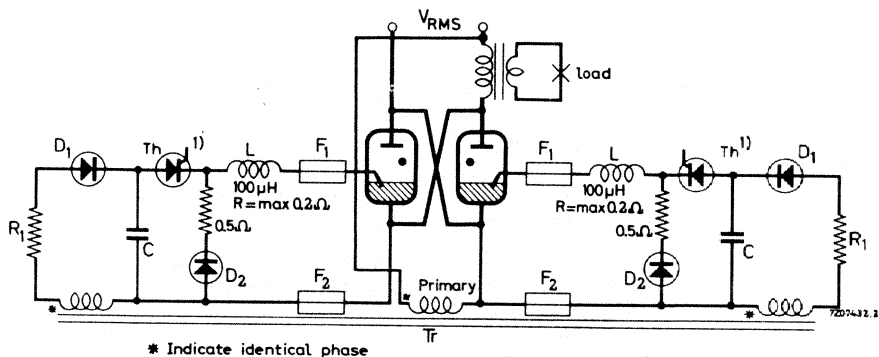 V_RMS
load
D₁
Th ¹⁾
L
F₁
F₁
L
Th ¹⁾
D₁
100μH
R=max 0.2Ω
100μH
R=max 0.2Ω
R₁
C
0.5Ω
0.5Ω
C
R₁
D₂
D₂
F₂
* Primary
F₂
*
*
7207432.2
Tr
* Indicate identical phase